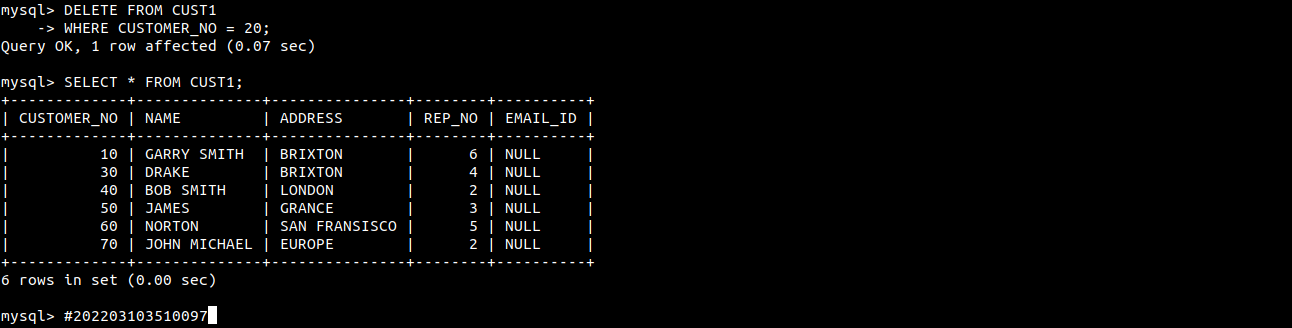 mysql> DELETE FROM CUST1
    -> WHERE CUSTOMER_NO = 20;
Query OK, 1 row affected (0.07 sec)

mysql> SELECT * FROM CUST1;
+-------------+--------------+---------------+--------+----------+
| CUSTOMER_NO | NAME         | ADDRESS       | REP_NO | EMAIL_ID |
+-------------+--------------+---------------+--------+----------+
|          10 | GARRY SMITH  | BRIXTON       |      6 | NULL     |
|          30 | DRAKE        | BRIXTON       |      4 | NULL     |
|          40 | BOB SMITH    | LONDON        |      2 | NULL     |
|          50 | JAMES        | GRANCE        |      3 | NULL     |
|          60 | NORTON       | SAN FRANSISCO |      5 | NULL     |
|          70 | JOHN MICHAEL | EUROPE        |      2 | NULL     |
+-------------+--------------+---------------+--------+----------+
6 rows in set (0.00 sec)

mysql> #202203103510097